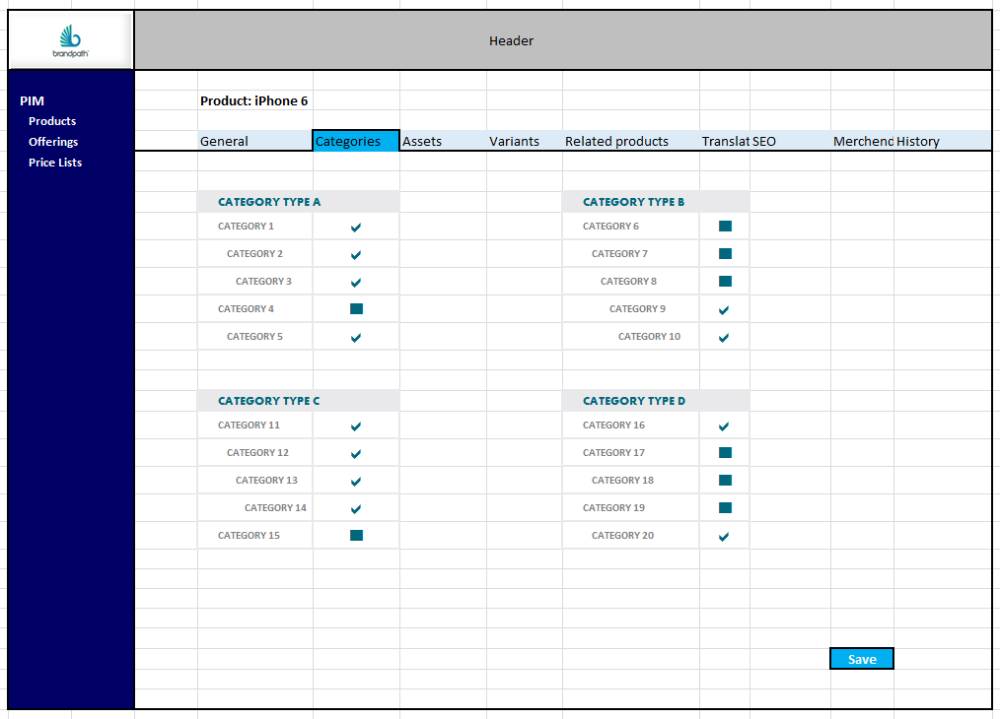 brandpath
Header
PIM
Products
Offerings
Price Lists
Product: iPhone 6
General Categories Assets Variants Related products Translat SEO Merchend History
CATEGORY TYPE A
CATEGORY 1
CATEGORY 2
CATEGORY 3
CATEGORY 4
CATEGORY 5
CATEGORY TYPE B
CATEGORY 6
CATEGORY 7
CATEGORY 8
CATEGORY 9
CATEGORY 10
CATEGORY TYPE C
CATEGORY 11
CATEGORY 12
CATEGORY 13
CATEGORY 14
CATEGORY 15
CATEGORY TYPE D
CATEGORY 16
CATEGORY 17
CATEGORY 18
CATEGORY 19
CATEGORY 20
Save